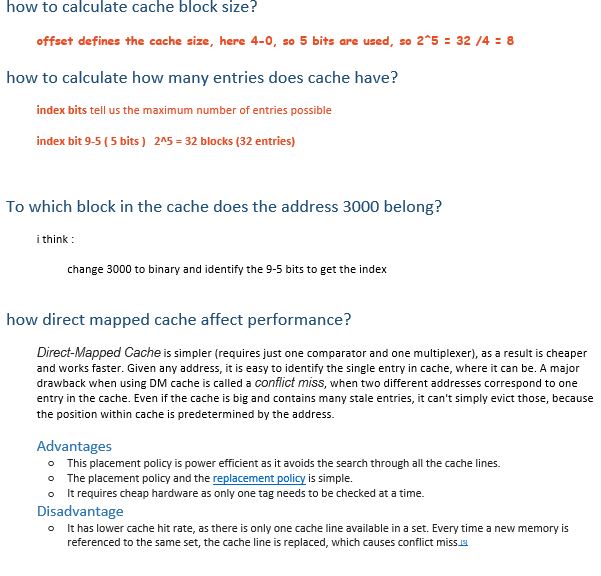 how to calculate cache block size?
offset defines the cache size, here 4-0, so 5 bits are used, so 2^5 = 32 /4 = 8
how to calculate how many entries does cache have?
index bits tell us the maximum number of entries possible
index bit 9-5 ( 5 bits )   2^5 = 32 blocks (32 entries)
To which block in the cache does the address 3000 belong?
i think :
change 3000 to binary and identify the 9-5 bits to get the index
how direct mapped cache affect performance?
Direct-Mapped Cache is simpler (requires just one comparator and one multiplexer), as a result is cheaper
and works faster. Given any address, it is easy to identify the single entry in cache, where it can be. A major
drawback when using DM cache is called a conflict miss, when two different addresses correspond to one
entry in the cache. Even if the cache is big and contains many stale entries, it can't simply evict those, because
the position within cache is predetermined by the address.
Advantages
o This placement policy is power efficient as it avoids the search through all the cache lines.
o The placement policy and the replacement policy is simple.
o It requires cheap hardware as only one tag needs to be checked at a time.
Disadvantage
o It has lower cache hit rate, as there is only one cache line available in a set. Every time a new memory is
referenced to the same set, the cache line is replaced, which causes conflict miss.